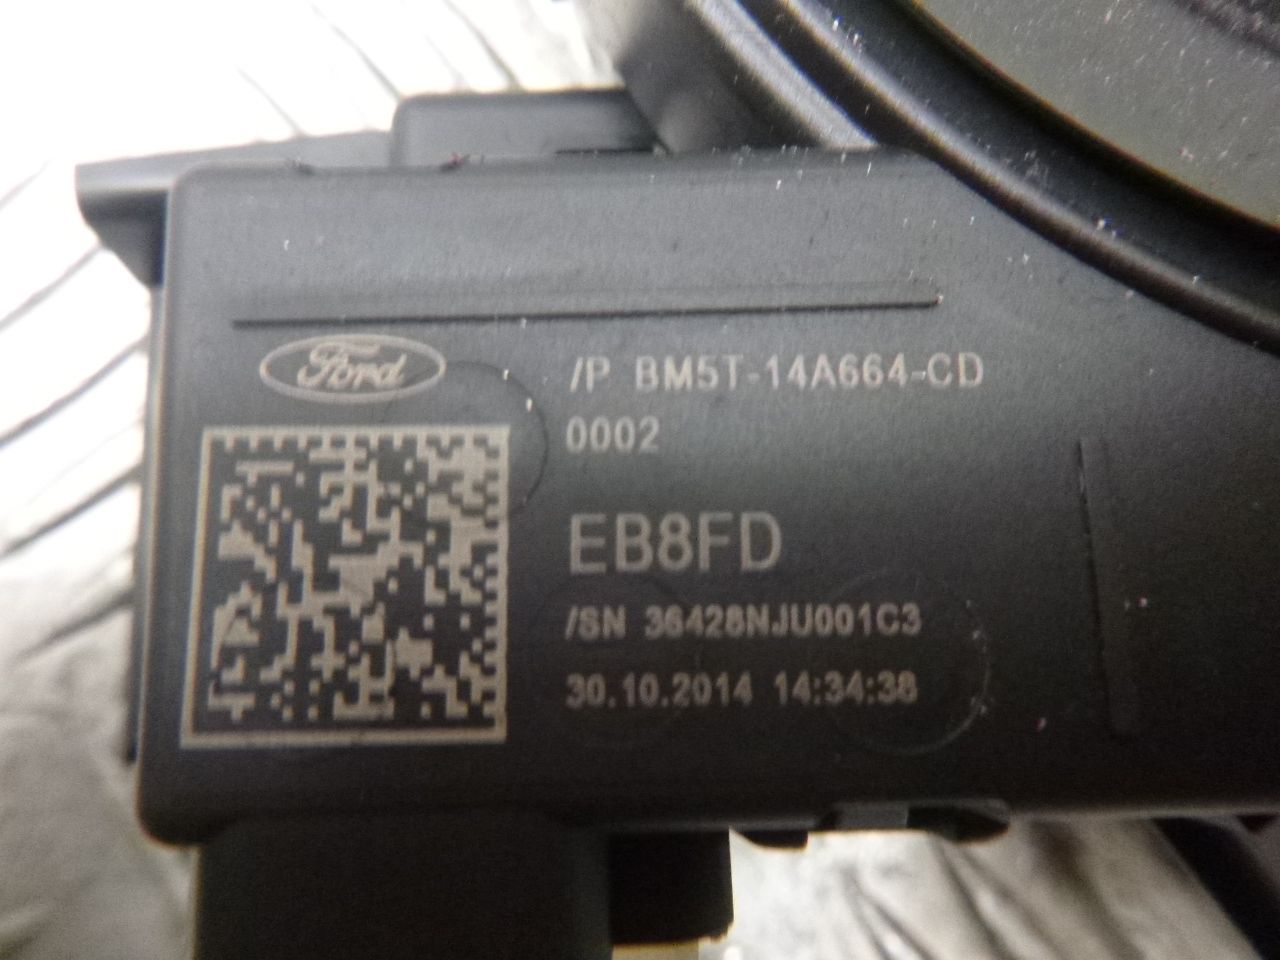 Ford
/P BM5T-14A664-CD
0002
EB8FD
/SN 36428NJU001C3
30.10.2014 14:34:38